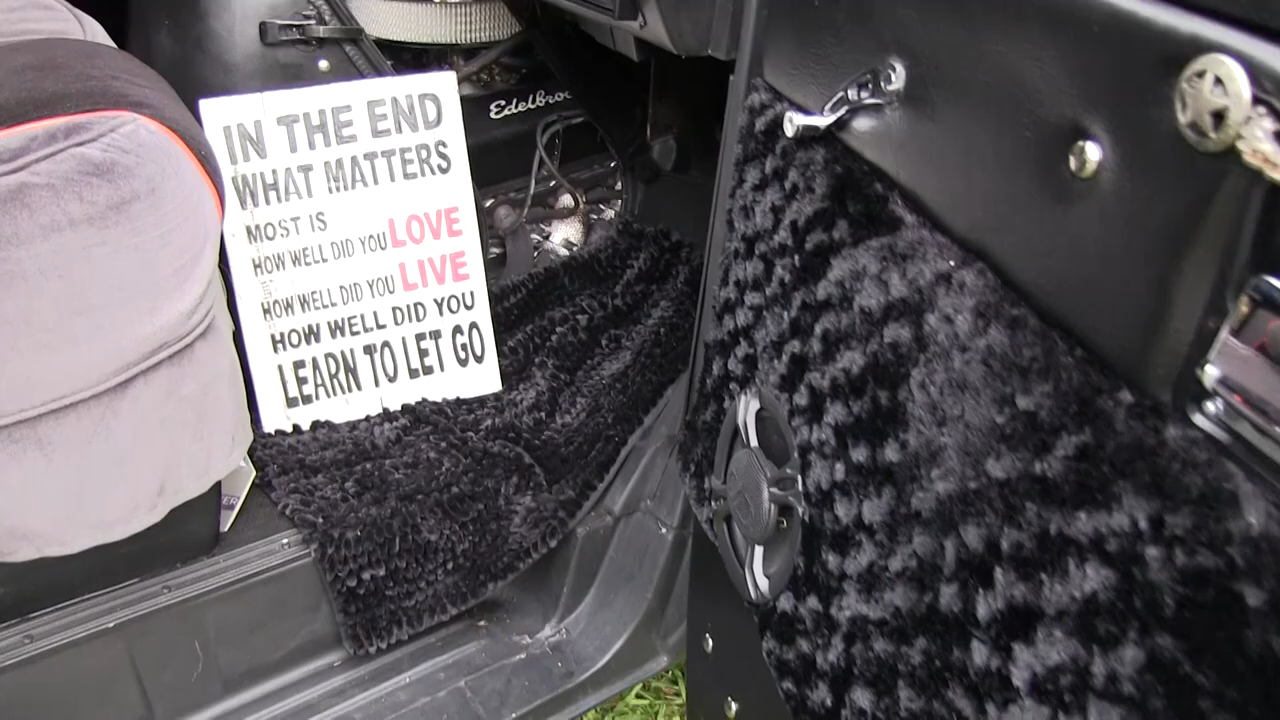 IN THE END
WHAT MATTERS
MOST IS
HOW WELL DID YOU LOVE
HOW WELL DID YOU LIVE
HOW WELL DID YOU
LEARN TO LET GO
Edelbroc